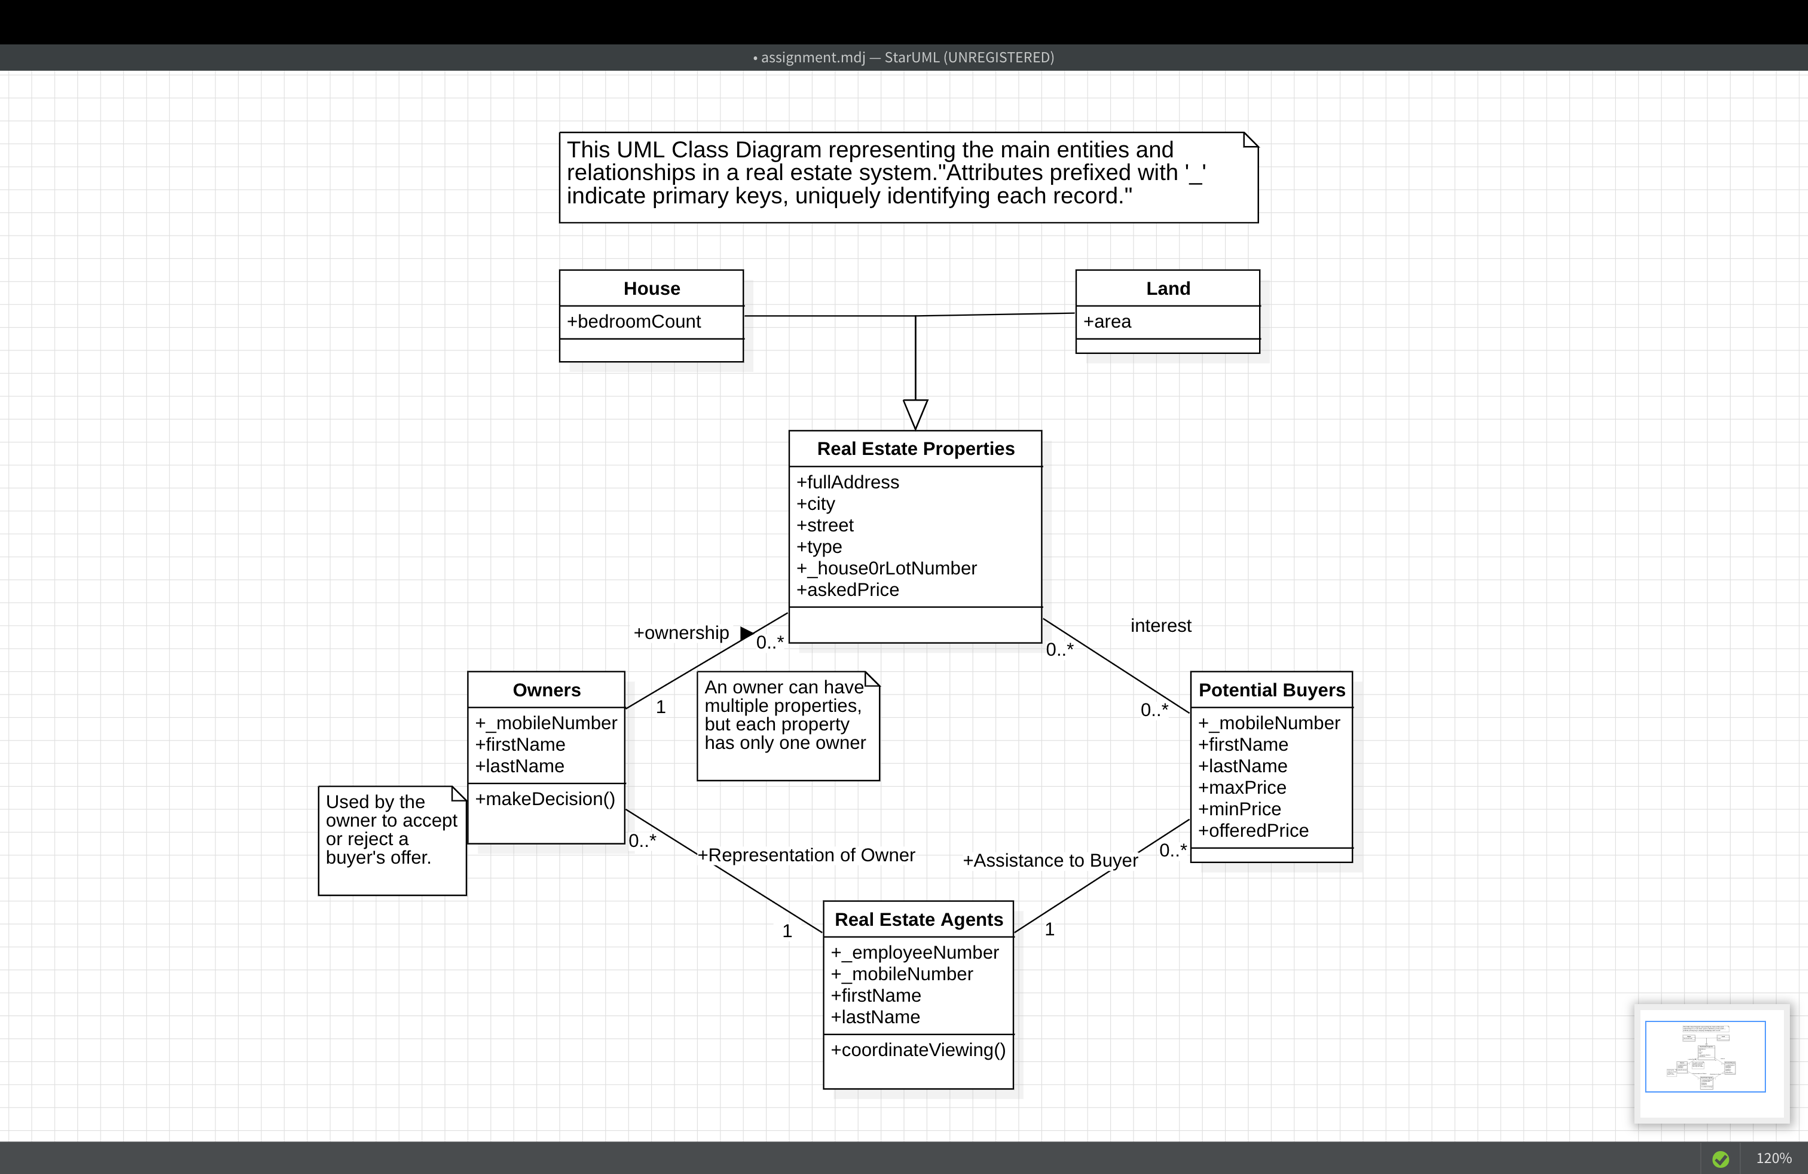 • assignment.mdj — StarUML (UNREGISTERED)
This UML Class Diagram representing the main entities and
relationships in a real estate system."Attributes prefixed with '_'
indicate primary keys, uniquely identifying each record."
House
+bedroomCount
Land
+area
Real Estate Properties
+fullAddress
+city
+street
+type
+_house0rLotNumber
+askedPrice
+ownership ▶
0..*
1
interest
0..*
0..*
Owners
+_mobileNumber
+firstName
+lastName
+makeDecision()
An owner can have
multiple properties,
but each property
has only one owner
Potential Buyers
+_mobileNumber
+firstName
+lastName
+maxPrice
+minPrice
+offeredPrice
Used by the
owner to accept
or reject a
buyer's offer.
0..*
+Representation of Owner
1
+Assistance to Buyer
0..*
1
Real Estate Agents
+_employeeNumber
+_mobileNumber
+firstName
+lastName
+coordinateViewing()
120%